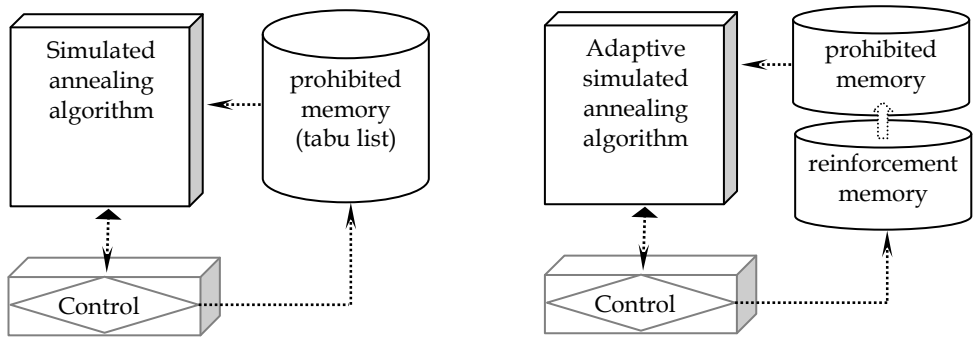 Simulated
annealing
algorithm
prohibited
memory
(tabu list)
Control
Adaptive
simulated
annealing
algorithm
prohibited
memory
reinforcement
memory
Control